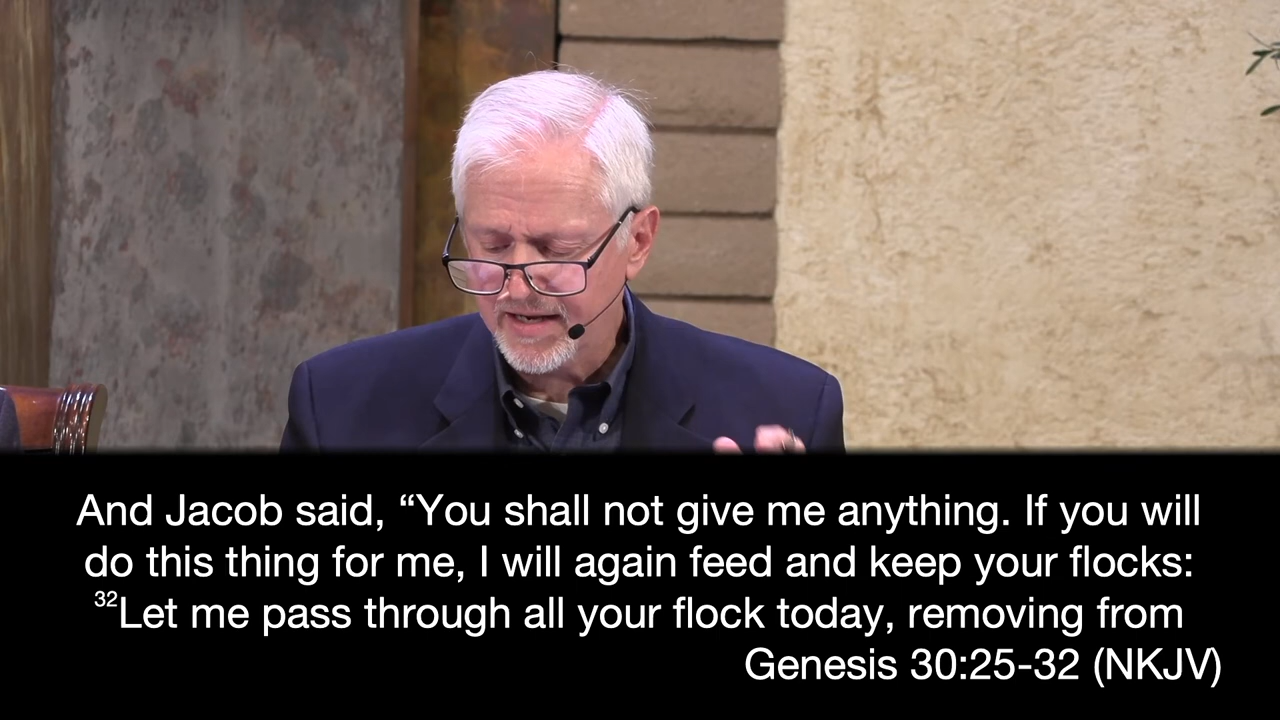 And Jacob said, “You shall not give me anything. If you will
do this thing for me, I will again feed and keep your flocks:
³²Let me pass through all your flock today, removing from
Genesis 30:25-32 (NKJV)